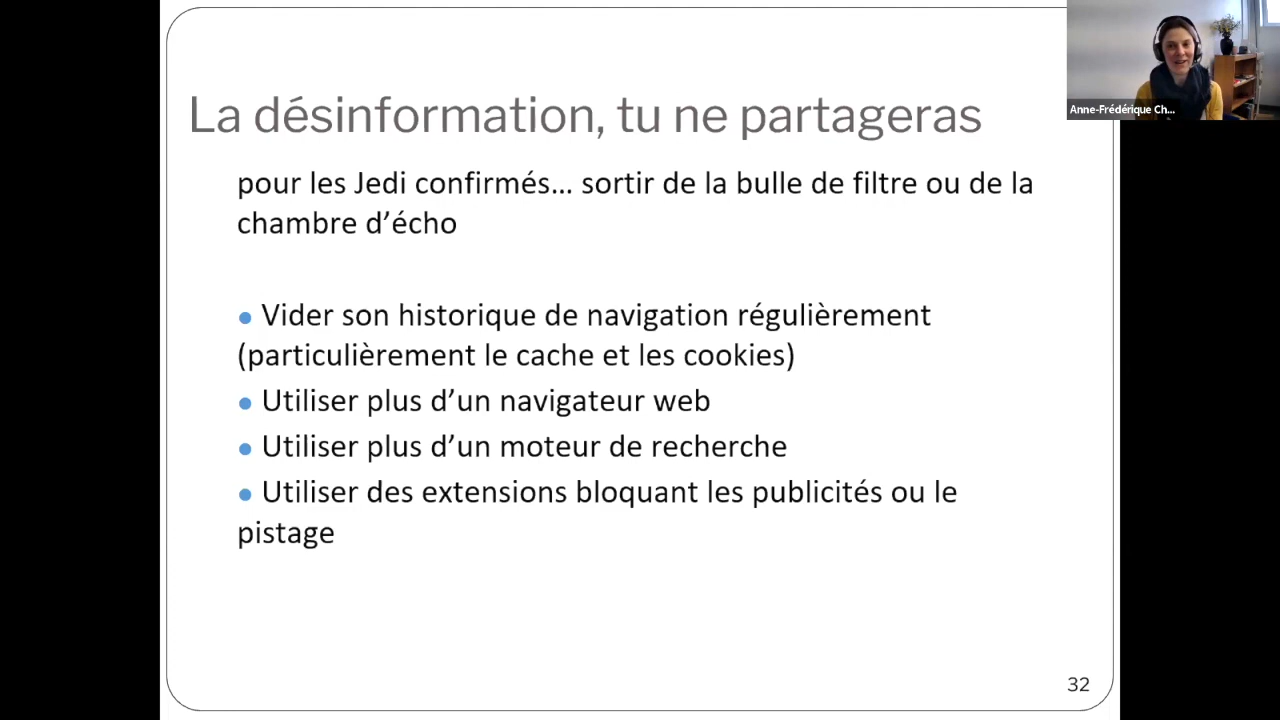 La désinformation, tu ne partageras
Anne-Frédérique Ch...
pour les Jedi confirmés... sortir de la bulle de filtre ou de la
chambre d’écho
● Vider son historique de navigation régulièrement
(particulièrement le cache et les cookies)
● Utiliser plus d’un navigateur web
● Utiliser plus d’un moteur de recherche
● Utiliser des extensions bloquant les publicités ou le
pistage
32